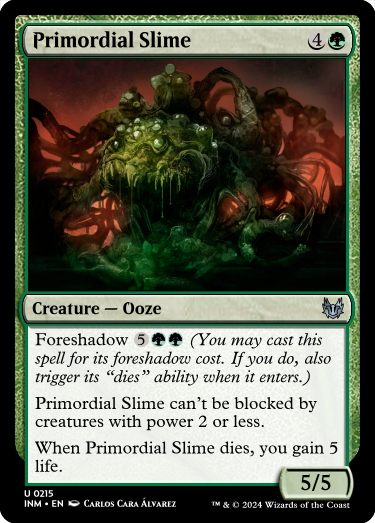 Primordial Slime 4
Creature — Ooze
Foreshadow 5 (You may cast this
spell for its foreshadow cost. If you do, also
trigger its “dies” ability when it enters.)
Primordial Slime can't be blocked by
creatures with power 2 or less.
When Primordial Slime dies, you gain 5
life.
5/5
U 0215
INM • EN Carlos Cara Álvarez ™ & © 2024 Wizards of the Coast